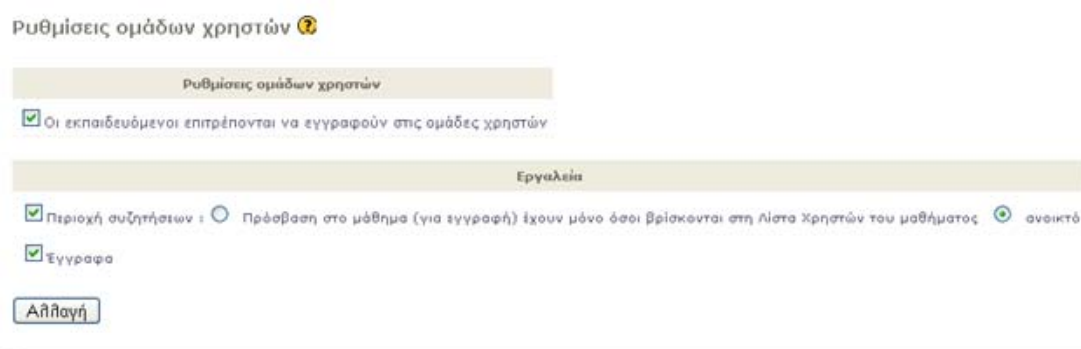 Ρυθμίσεις ομάδων χρηστών
Ρυθμίσεις ομάδων χρηστών
Οι εκπαιδευόμενοι επιτρέπονται να εγγραφούν στις ομάδες χρηστών
Εργαλεία
Περιοχή συζητήσεων : Πρόσβαση στο μάθημα (για εγγραφή) έχουν μόνο όσοι βρίσκονται στη Λίστα Χρηστών του μαθήματος ανοικτό
Έγγραφα
Αλλαγή